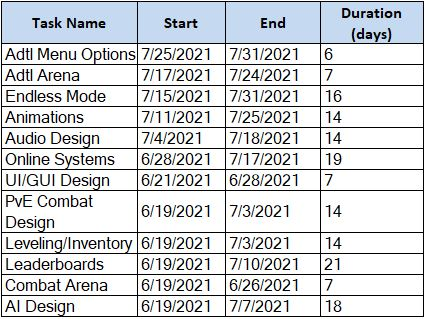 Task Name Start End Duration (days)
Adtl Menu Options 7/25/2021 7/31/2021 6
Adtl Arena 7/17/2021 7/24/2021 7
Endless Mode 7/15/2021 7/31/2021 16
Animations 7/11/2021 7/25/2021 14
Audio Design 7/4/2021 7/18/2021 14
Online Systems 6/28/2021 7/17/2021 19
UI/GUI Design 6/21/2021 6/28/2021 7
PvE Combat Design 6/19/2021 7/3/2021 14
Leveling/Inventory 6/19/2021 7/3/2021 14
Leaderboards 6/19/2021 7/10/2021 21
Combat Arena 6/19/2021 6/26/2021 7
AI Design 6/19/2021 7/7/2021 18